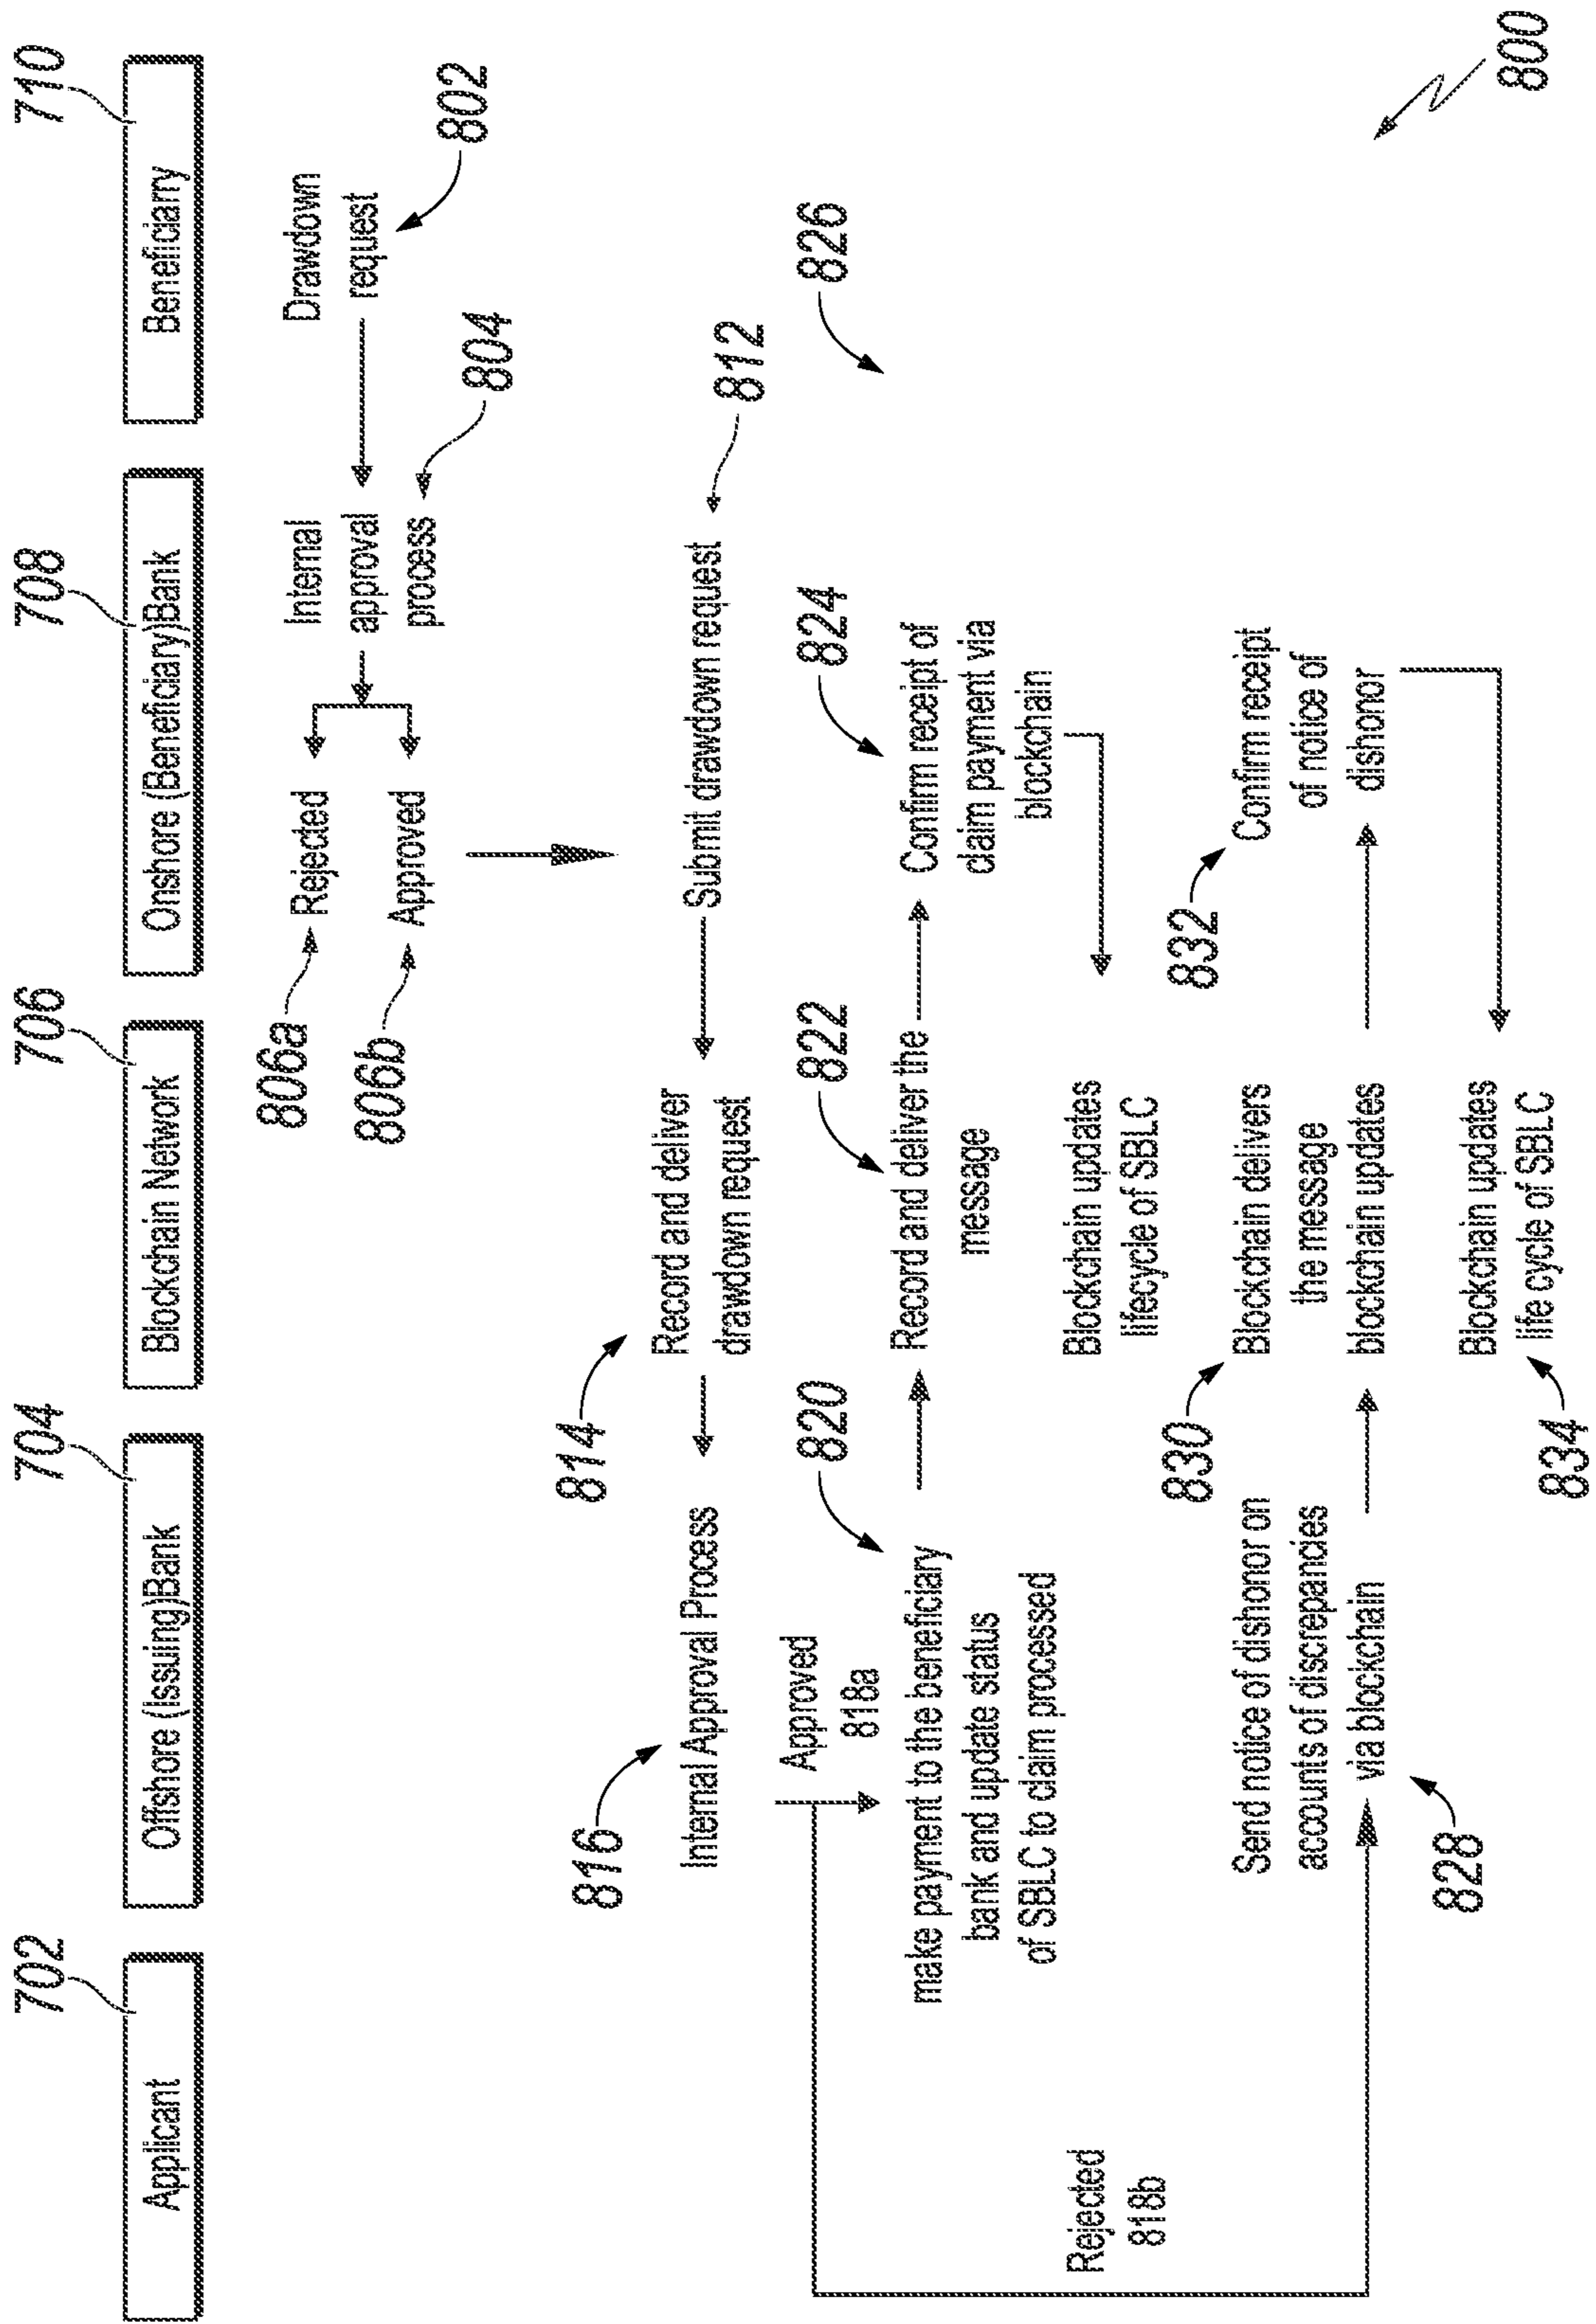 702
704
706
708
710
Applicant
Offshore (Issuing)Bank
Blockchain Network
Onshore (Beneficiary)Bank
Beneficiarry
806a
806b
Rejected
Approved
Internal
approval
process
804
Drawdown
request
802
814
Record and deliver
drawdown request
Submit drawdown request
812
816
Internal Approval Process
Approved
818a
820
make payment to the beneficiary
bank and update status
of SBLC to claim processed
822
Record and deliver the
message
824
Confirm receipt of
claim payment via
blockchain
826
Blockchain updates
lifecycle of SBLC
Rejected
818b
Send notice of dishonor on
accounts of discrepancies
via blockchain
828
830
Blockchain delivers
the message
blockchain updates
832
Confirm receipt
of notice of
dishonor
Blockchain updates
life cycle of SBLC
834
800